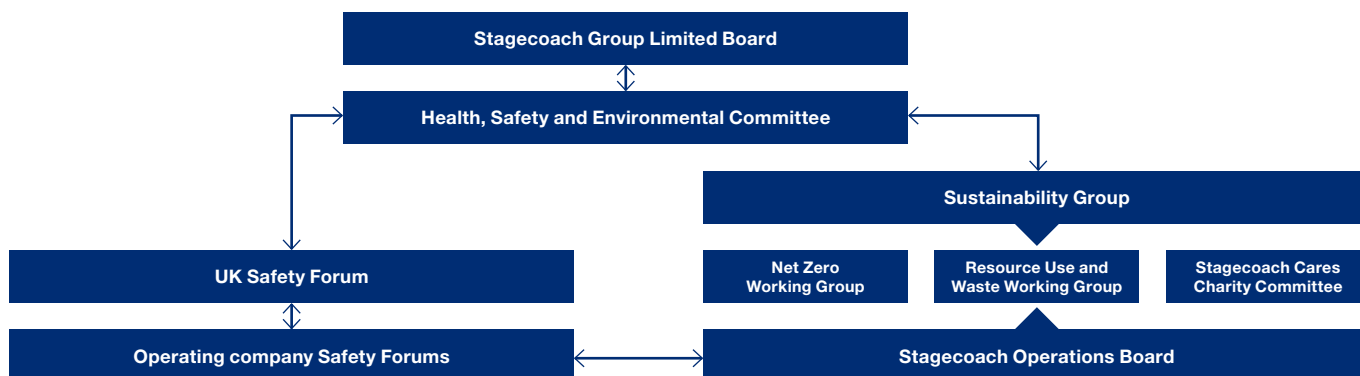 Stagecoach Group Limited Board
Health, Safety and Environmental Committee
Sustainability Group
UK Safety Forum
Net Zero
Working Group
Resource Use and
Waste Working Group
Stagecoach Cares
Charity Committee
Operating company Safety Forums
Stagecoach Operations Board